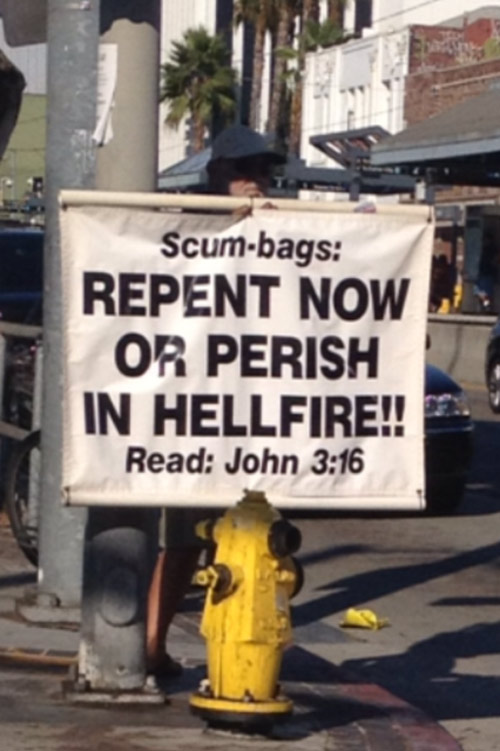 Scum-bags:
REPENT NOW
OR PERISH
IN HELLFIRE!!
Read: John 3:16